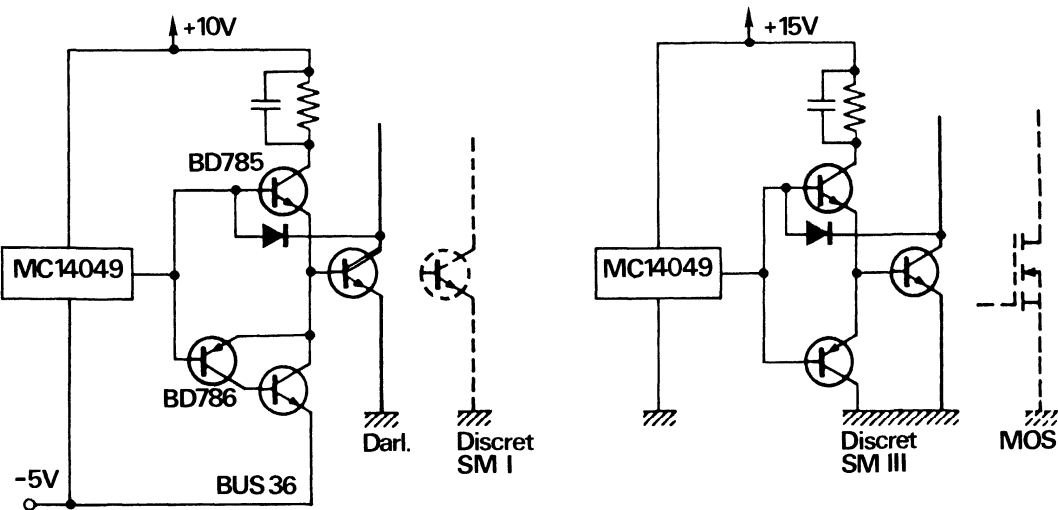 +10V
BD785
MC14049
BD786
-5V
BUS 36
Darl.
Discret
SM I
+15V
MC14049
Discret
SM III
MOS